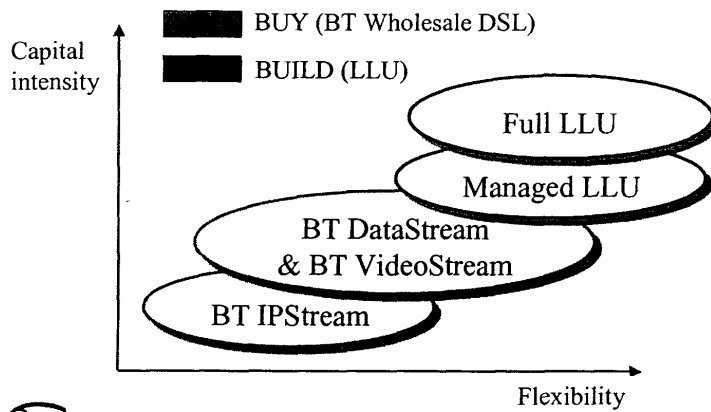 Capital
intensity
BUY (BT Wholesale DSL)
BUILD (LLU)
Full LLU
Managed LLU
BT DataStream
& BT VideoStream
BT IPStream
Flexibility